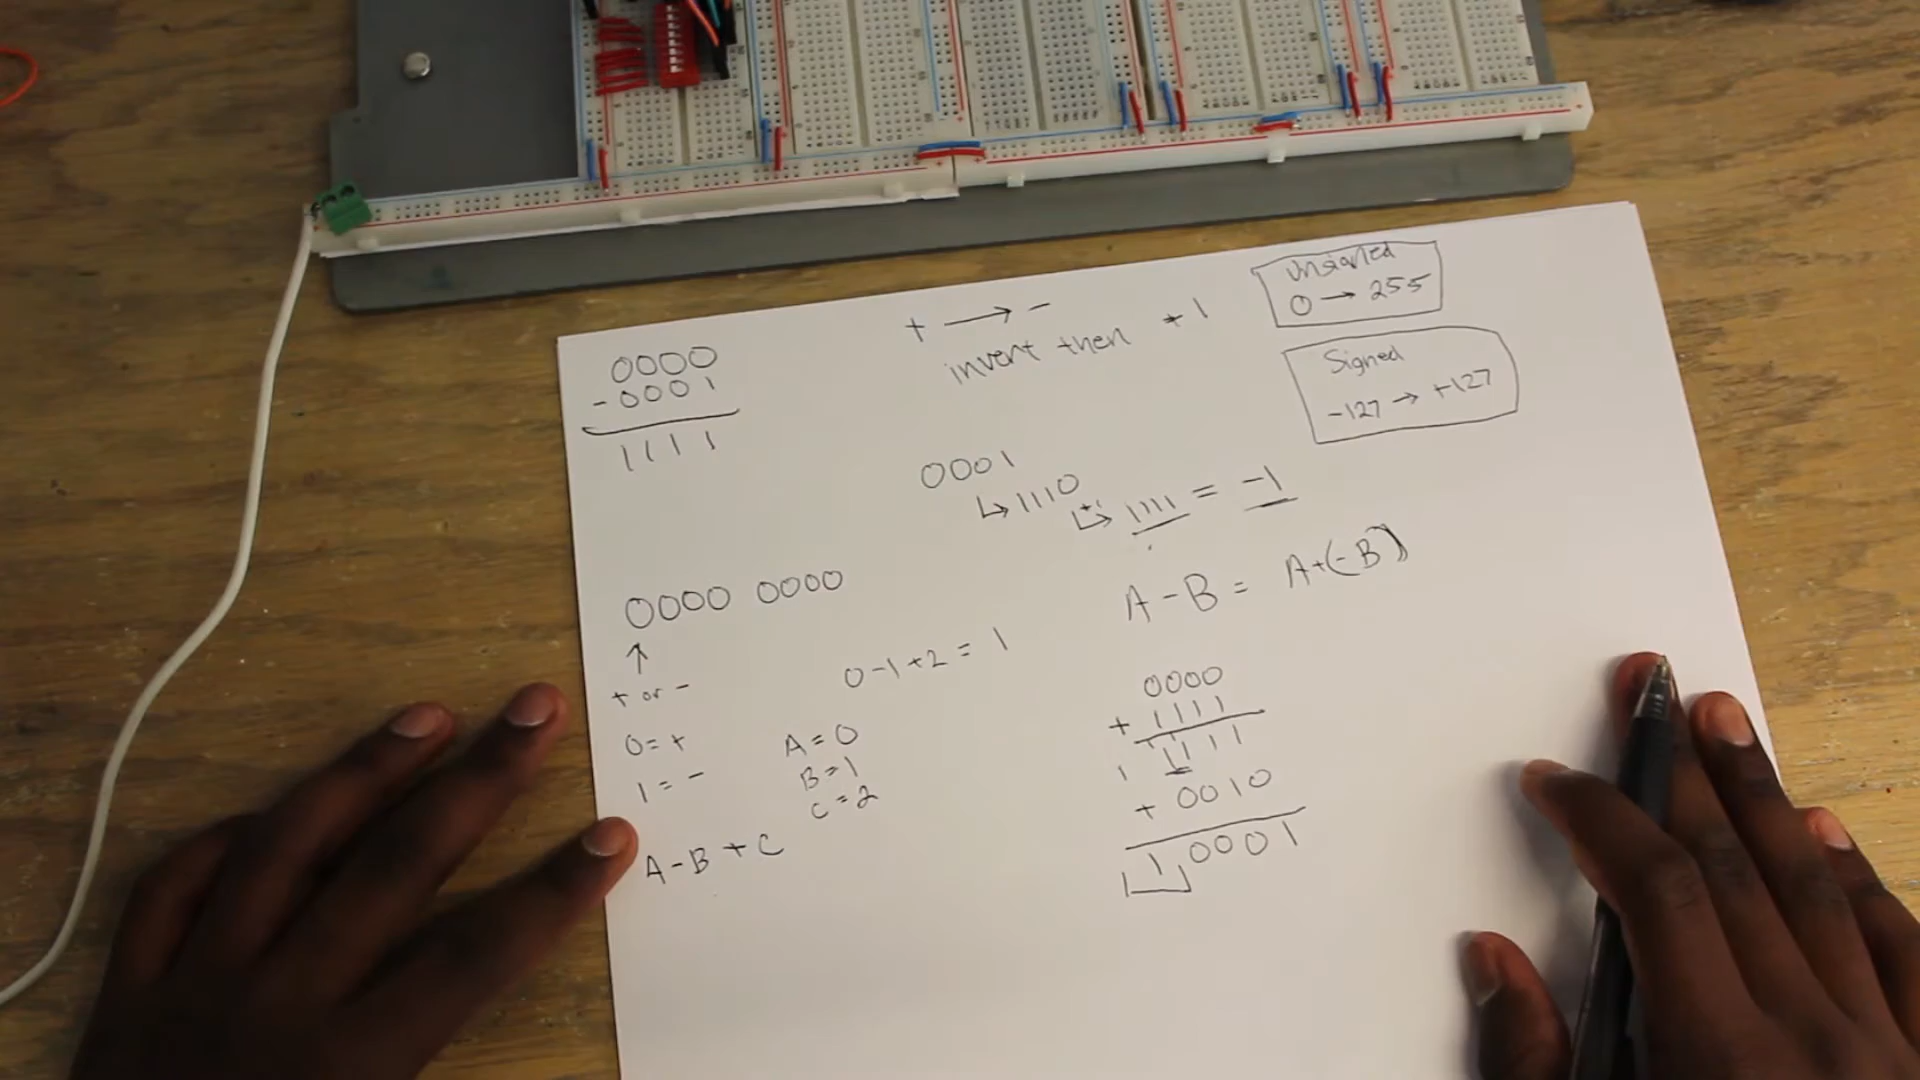 0000
- 0001
1111
+ → -
invert then +1
Unsigned
0 → 255
Signed
-127 → +127
0001
↳ 1110
↳ +1 1111 = -1
A - B = A+(-B)
0000 0000
↑
+ or -
0 = +
1 = -
0-1+2 = 1
A = 0
B = 1
C = 2
A - B + C
0000
+ 1111
1111
+ 0010
1 0001